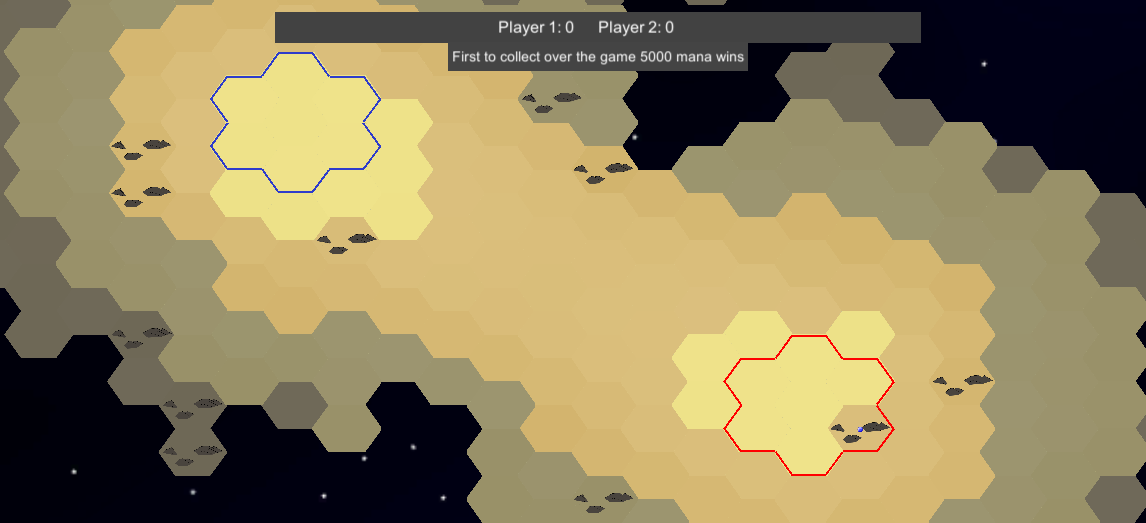 Player 1: 0 Player 2: 0
First to collect over the game 5000 mana wins